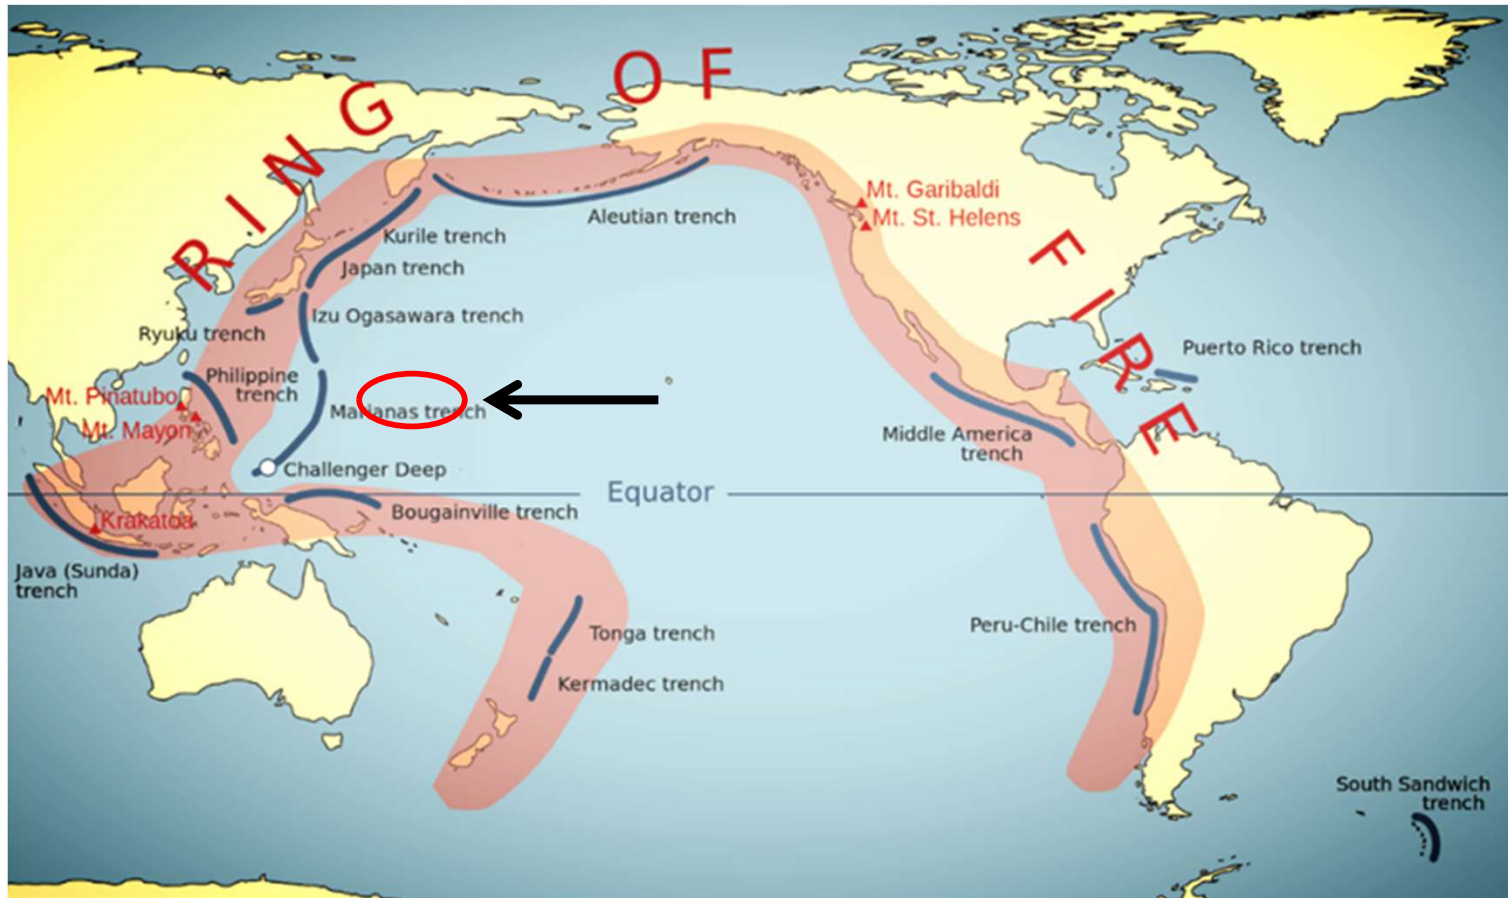 RING OF FIRE
Mt. Garibaldi
Mt. St. Helens
Aleutian trench
Kurile trench
Japan trench
Izu Ogasawara trench
Ryuku trench
Puerto Rico trench
Philippine
trench
Mt. Pinatubo
Marianas trench
Mt. Mayon
Middle America
trench
Challenger Deep
Equator
Bougainville trench
Krakatoa
Java (Sunda)
trench
Tonga trench
Peru-Chile trench
Kermadec trench
South Sandwich
trench